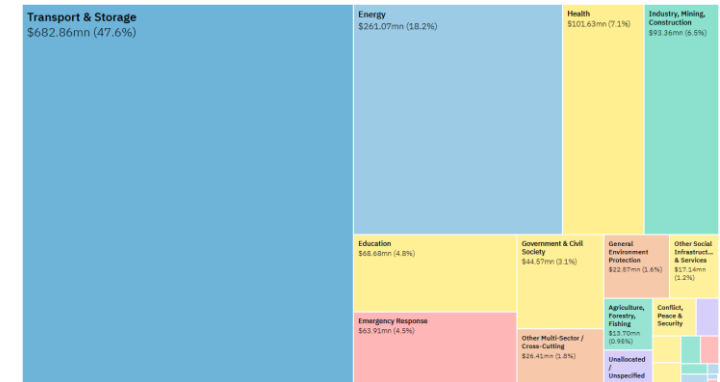 Transport & Storage
$682.86mn (47.6%)
Energy
$261.07mn (18.2%)
Health
$101.63mn (7.1%)
Industry, Mining,
Construction
$93.36mn (6.5%)
Education
$68.68mn (4.8%)
Emergency Response
$63.91mn (4.5%)
Government & Civil
Society
$44.57mn (3.1%)
Other Multi-Sector /
Cross-Cutting
$26.41mn (1.8%)
General
Environment
Protection
$22.87mn (1.6%)
Other Social
Infrastruct...
& Services
$17.14mn
(1.2%)
Agriculture,
Forestry,
Fishing
$13.70mn
(0.95%)
Conflict,
Peace &
Security
Unallocated
/
Unspecified